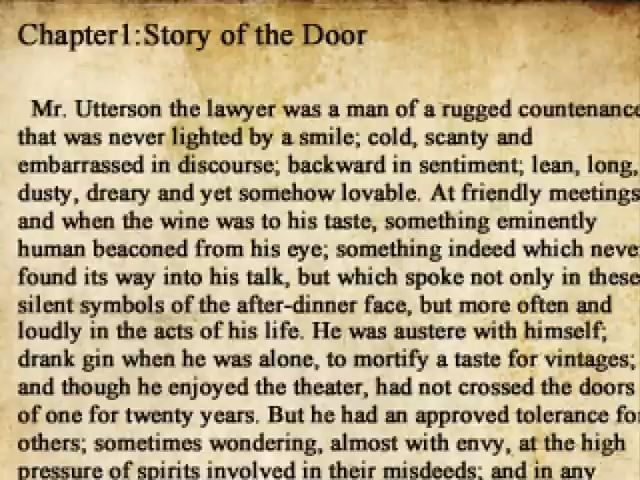 Chapter1:Story of the Door
Mr. Utterson the lawyer was a man of a rugged countenance
that was never lighted by a smile; cold, scanty and
embarrassed in discourse; backward in sentiment; lean, long,
dusty, dreary and yet somehow lovable. At friendly meetings
and when the wine was to his taste, something eminently
human beaconed from his eye; something indeed which neve
found its way into his talk, but which spoke not only in these
silent symbols of the after-dinner face, but more often and
loudly in the acts of his life. He was austere with himself;
drank gin when he was alone, to mortify a taste for vintages;
and though he enjoyed the theater, had not crossed the doors
of one for twenty years. But he had an approved tolerance fo
others; sometimes wondering, almost with envy, at the high
pressure of spirits involved in their misdeeds; and in any